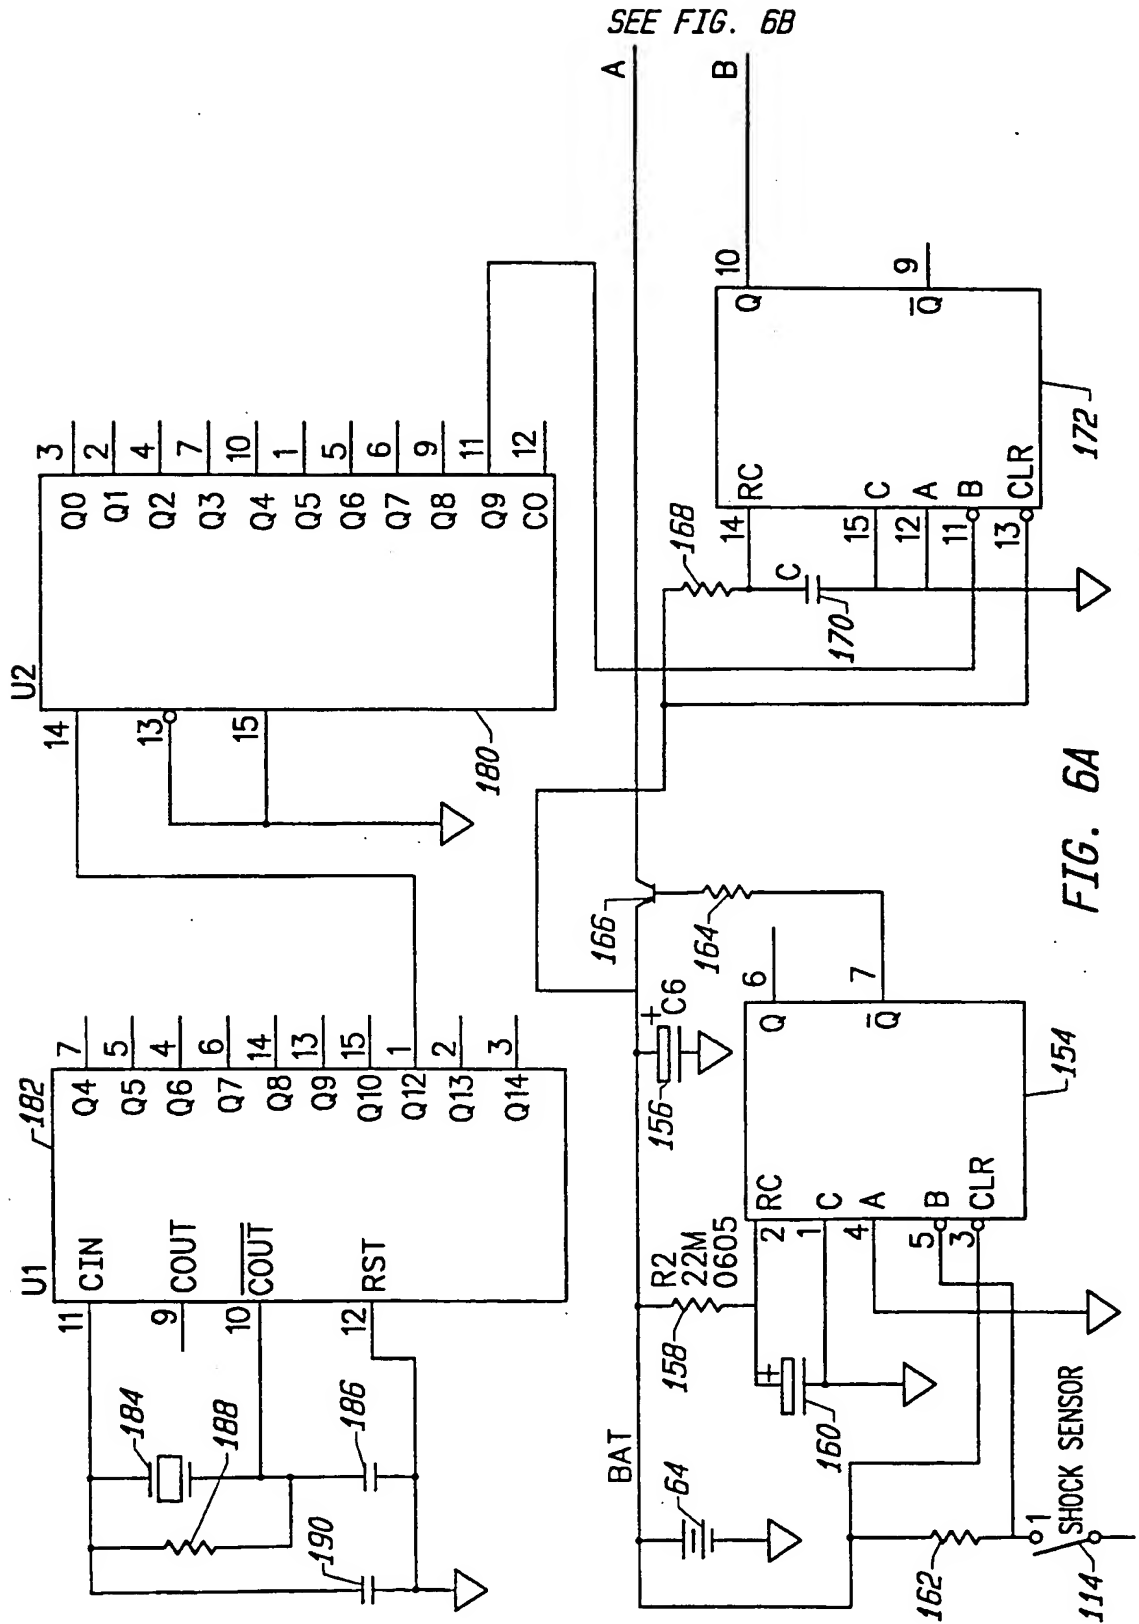 SEE FIG. 6B
A
B
U1
182
11
CIN
9
COUT
10
COUT
12
RST
Q4
7
Q5
5
Q6
4
Q7
6
Q8
14
Q9
13
Q10
15
Q12
1
Q13
2
Q14
3
184
188
186
190
U2
14
13
15
180
Q0
3
Q1
2
Q2
4
Q3
7
Q4
10
Q5
1
Q6
5
Q7
6
Q8
9
Q9
11
CO
12
BAT
64
R2
22M
0605
158
160
156
+
C6
+
166
164
162
1
SHOCK SENSOR
114
2
RC
1
C
4
A
5
B
3
CLR
Q
6
Q
7
154
168
C
170
14
RC
15
C
12
A
11
B
13
CLR
Q
10
Q
9
172
FIG. 6A